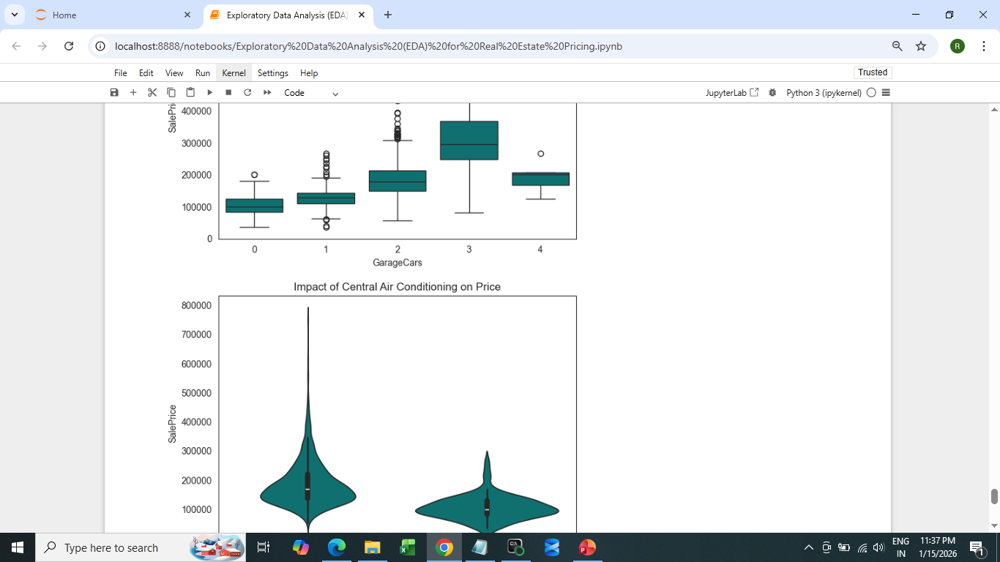 Home
Exploratory Data Analysis (EDA)
localhost:8888/notebooks/Exploratory%20Data%20Analysis%20(EDA)%20for%20Real%20Estate%20Pricing.ipynb
R
File Edit View Run Kernel Settings Help
Trusted
Code
JupyterLab
Python 3 (ipykernel)
SalePri
400000
300000
200000
100000
0
0 1 2 3 4
GarageCars
Impact of Central Air Conditioning on Price
SalePrice
800000
700000
600000
500000
400000
300000
200000
100000
Type here to search
ENG
IN
11:37 PM
1/15/2026
1